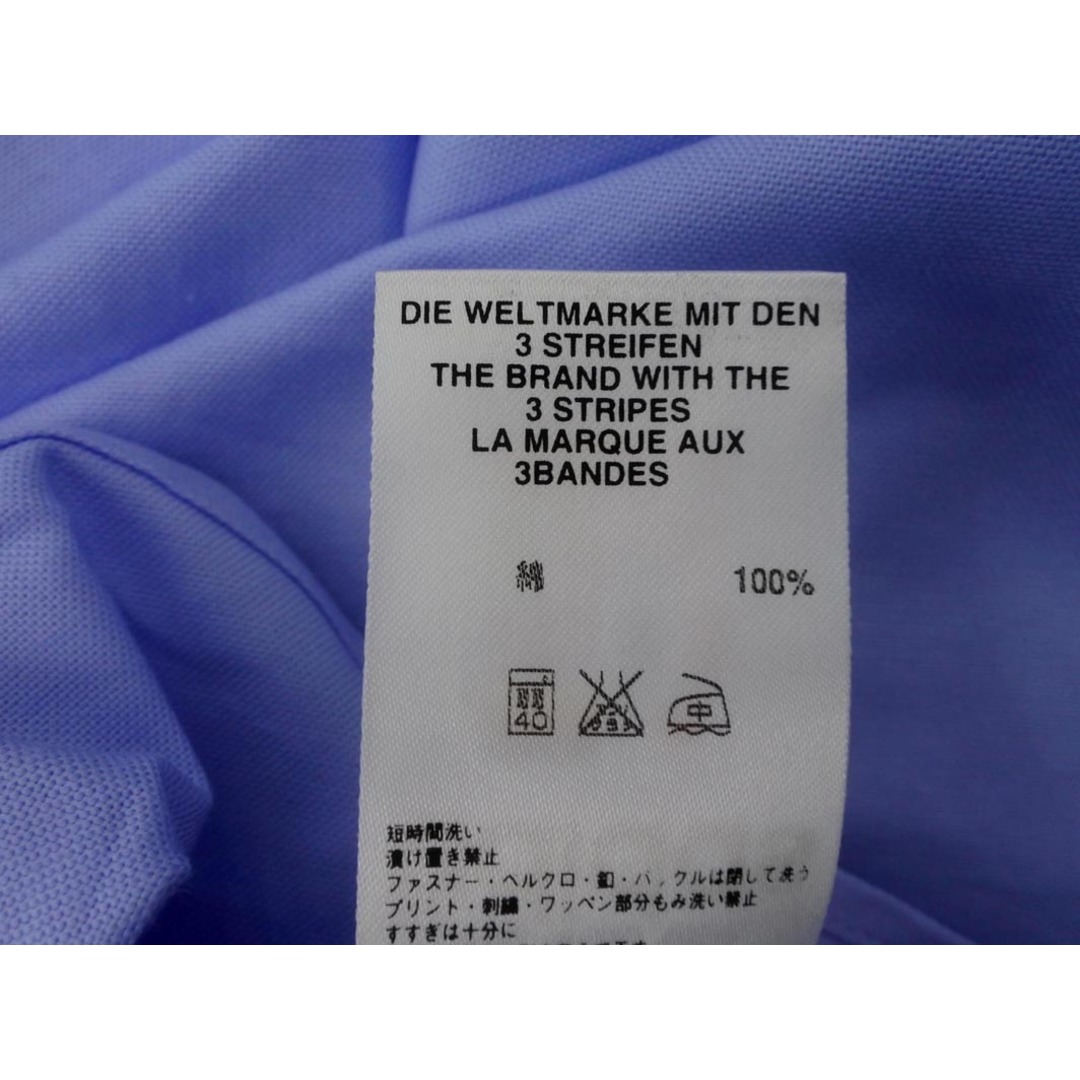 DIE WELTMARKE MIT DEN
3 STREIFEN
THE BRAND WITH THE
3 STRIPES
LA MARQUE AUX
3BANDES
綿 100%
40 中
短時間洗い
漬け置き禁止
ファスナー・ベルクロ・釦・バックルは閉して洗う
プリント・刺繍・ワッペン部分もみ洗い禁止
すすぎは十分に